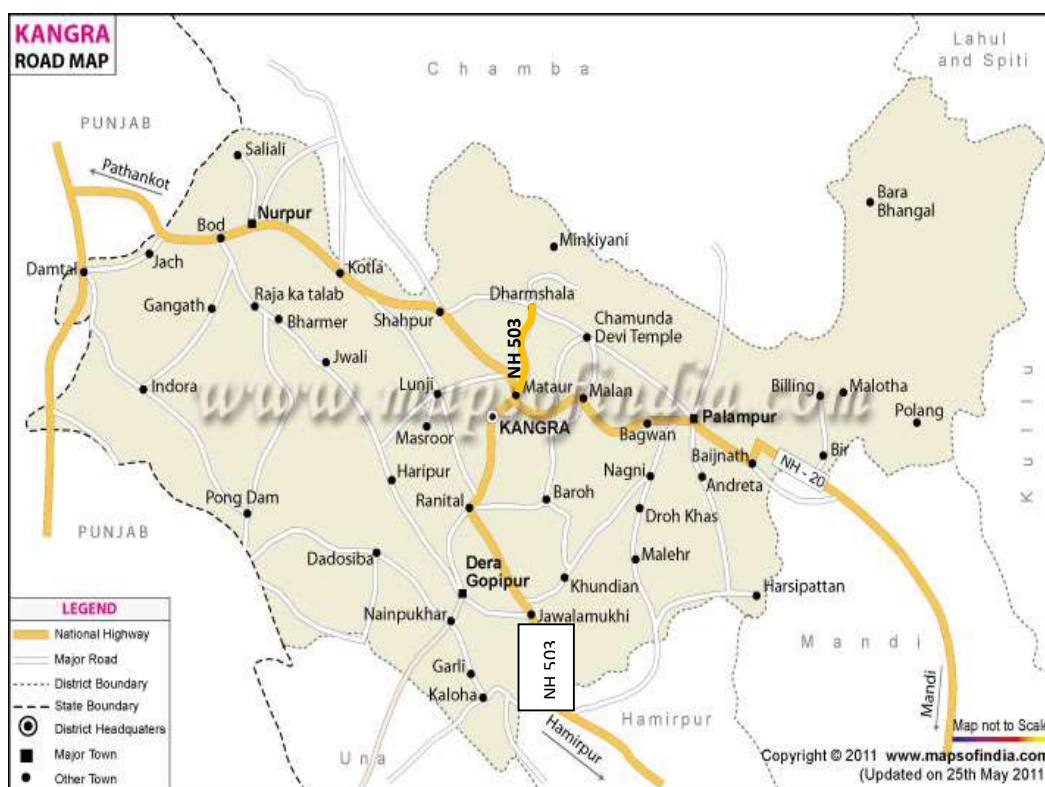 KANGRA
ROAD MAP
Chamba
Lahul
and Spiti
PUNJAB
Pathankot
Saliali
Nurpur
Bod
Jach
Damtal
Kotla
Minkiyani
Bara
Bhangal
Gangath
Raja ka talab
Bharmer
Shahpur
Dharmshala
Chamunda
Devi Temple
NH 503
Jwali
Indora
Lunji
Mataur
Malan
Billing
Malotha
www.mapsofindia.com
Masroor
KANGRA
Palampur
Polang
Bagwan
Baijnath
Bir
Kullu
Haripur
Nagni
Andreta
NH - 20
Pong Dam
Ranital
Baroh
Droh Khas
PUNJAB
Dadosiba
Dera
Gopipur
Malehr
Khundian
Harsipattan
Nainpukhar
Jawalamukhi
Mandi
NH 503
Garli
Kaloha
Hamirpur
Hamirpur
Una
Mandi
LEGEND
National Highway
Major Road
District Boundary
State Boundary
District Headquaters
Major Town
Other Town
Map not to Scale
Copyright © 2011 www.mapsofindia.com
(Updated on 25th May 2011)